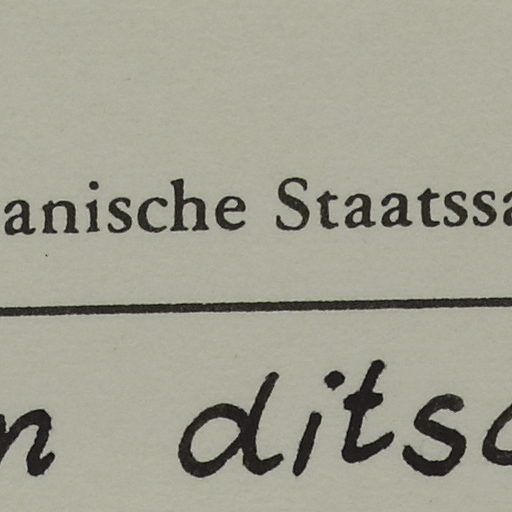 anische Staatssa
n ditsc